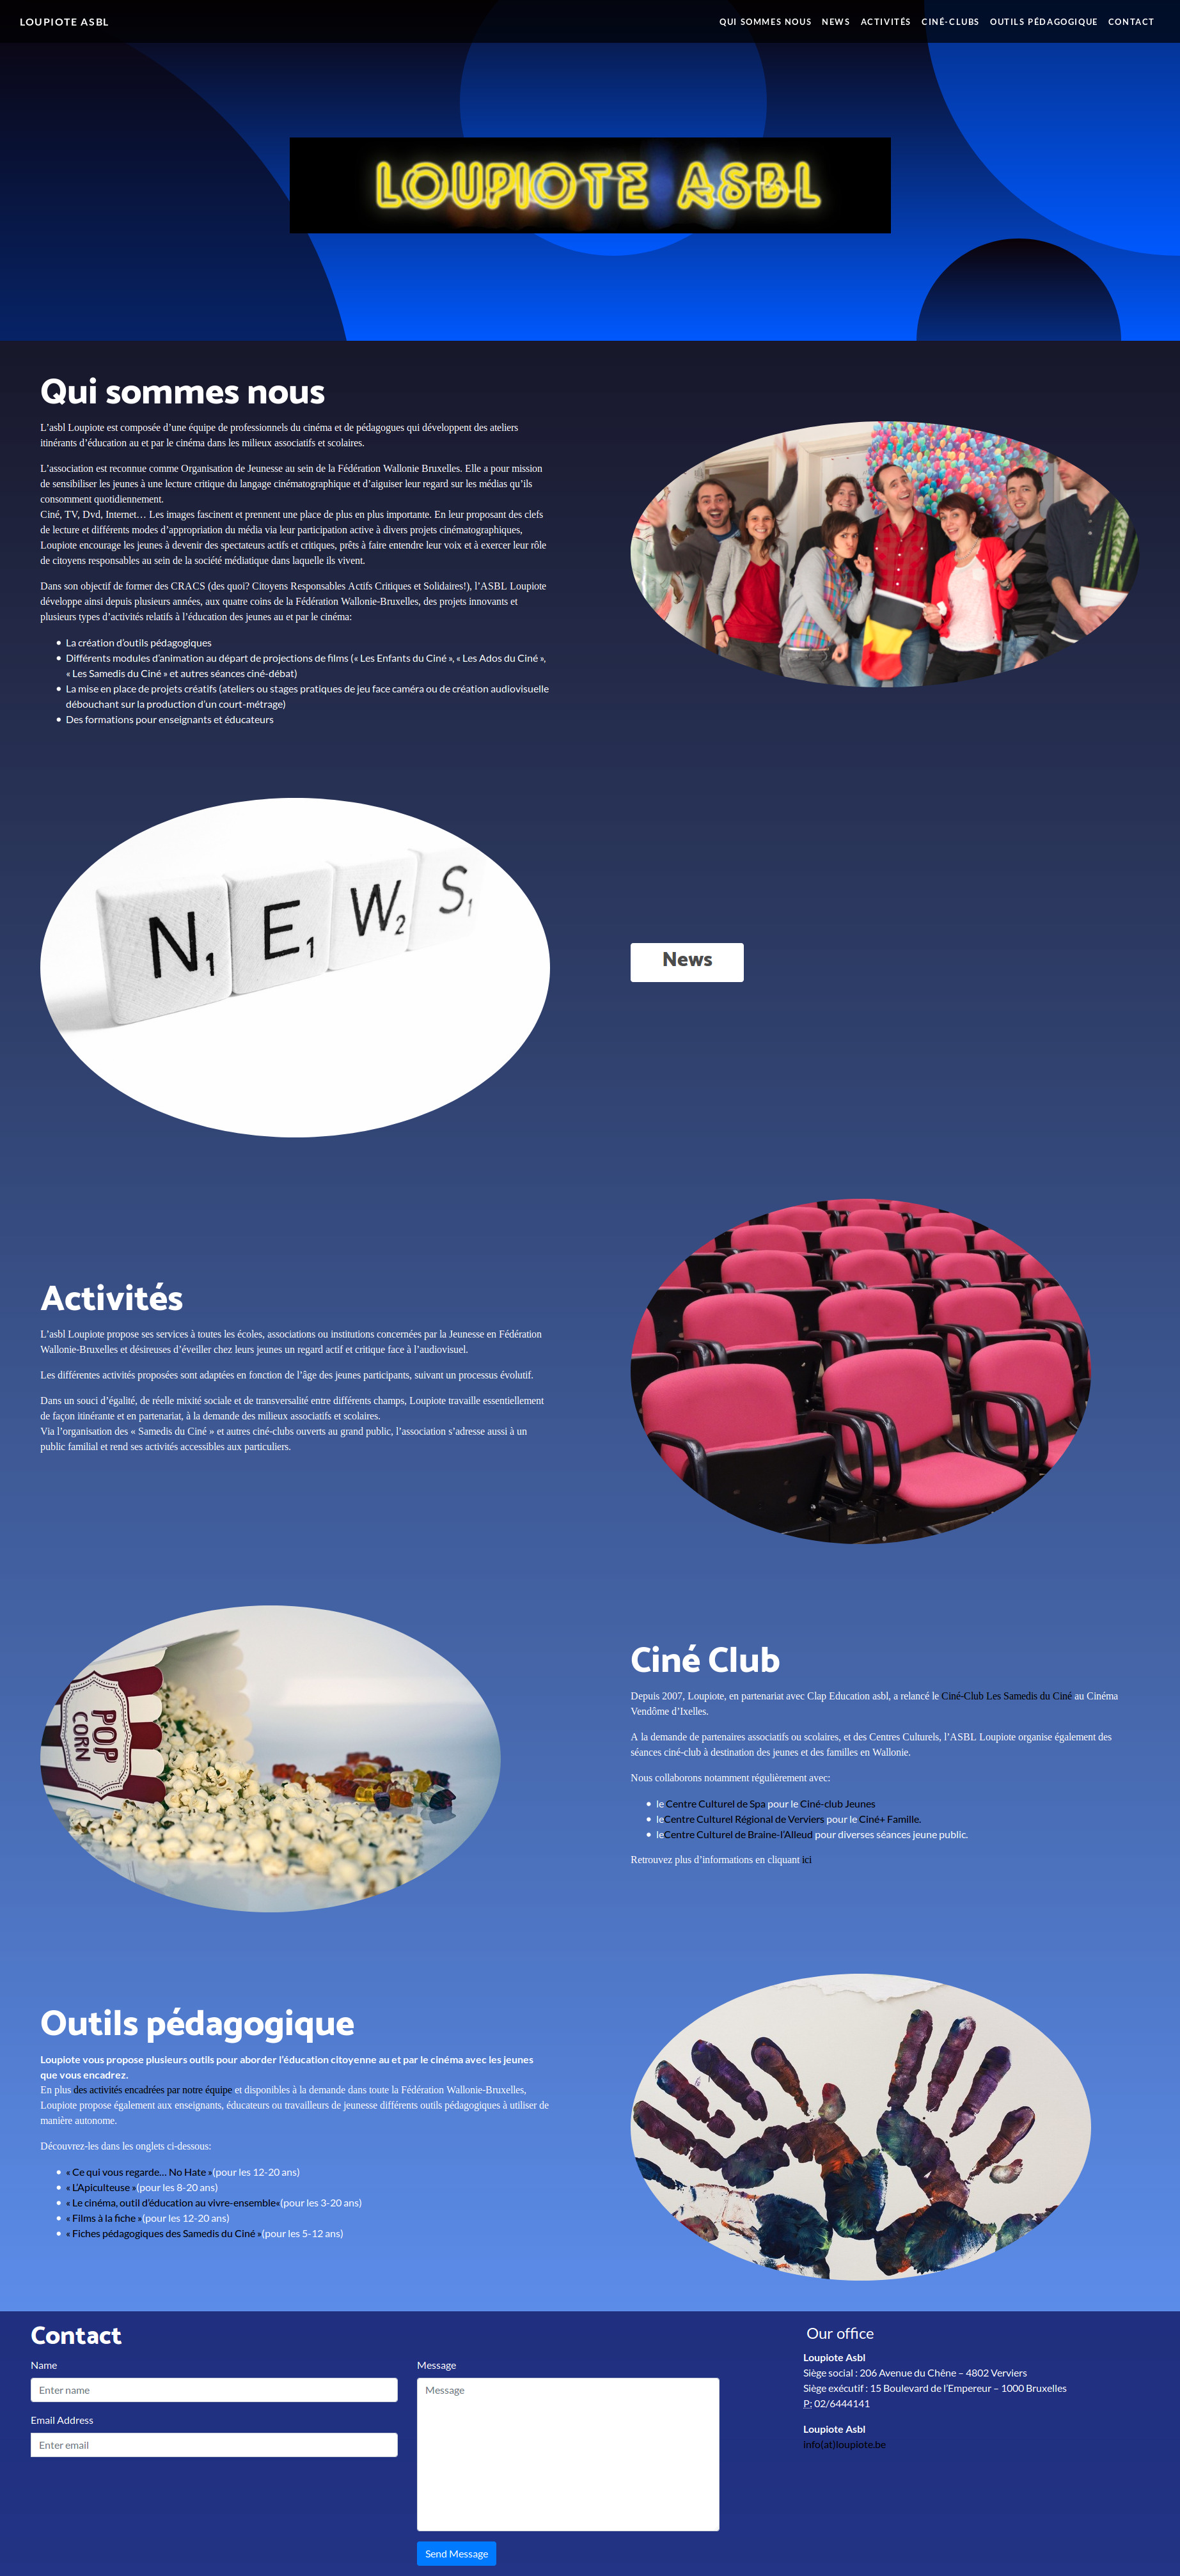 LOUPIOTE ASBL
QUI SOMMES NOUS NEWS ACTIVITÉS CINÉ-CLUBS OUTILS PÉDAGOGIQUE CONTACT
LOUPIOTE ASBL
Qui sommes nous
L’asbl Loupiote est composée d’une équipe de professionnels du cinéma et de pédagogues qui développent des ateliers
itinérants d’éducation au et par le cinéma dans les milieux associatifs et scolaires.
L’association est reconnue comme Organisation de Jeunesse au sein de la Fédération Wallonie Bruxelles. Elle a pour mission
de sensibiliser les jeunes à une lecture critique du langage cinématographique et d’aiguiser leur regard sur les médias qu’ils
consomment quotidiennement.
Ciné, TV, Dvd, Internet… Les images fascinent et prennent une place de plus en plus importante. En leur proposant des clefs
de lecture et différents modes d’appropriation du média via leur participation active à divers projets cinématographiques,
Loupiote encourage les jeunes à devenir des spectateurs actifs et critiques, prêts à faire entendre leur voix et à exercer leur rôle
de citoyens responsables au sein de la société médiatique dans laquelle ils vivent.
Dans son objectif de former des CRACS (des quoi? Citoyens Responsables Actifs Critiques et Solidaires!), l’ASBL Loupiote
développe ainsi depuis plusieurs années, aux quatre coins de la Fédération Wallonie-Bruxelles, des projets innovants et
plusieurs types d’activités relatifs à l’éducation des jeunes au et par le cinéma:
La création d’outils pédagogiques
Différents modules d’animation au départ de projections de films (« Les Enfants du Ciné », « Les Ados du Ciné »,
« Les Samedis du Ciné » et autres séances ciné-débat)
La mise en place de projets créatifs (ateliers ou stages pratiques de jeu face caméra ou de création audiovisuelle
débouchant sur la production d’un court-métrage)
Des formations pour enseignants et éducateurs
N1 E1 W2 S1
News
Activités
L’asbl Loupiote propose ses services à toutes les écoles, associations ou institutions concernées par la Jeunesse en Fédération
Wallonie-Bruxelles et désireuses d’éveiller chez leurs jeunes un regard actif et critique face à l’audiovisuel.
Les différentes activités proposées sont adaptées en fonction de l’âge des jeunes participants, suivant un processus évolutif.
Dans un souci d’égalité, de réelle mixité sociale et de transversalité entre différents champs, Loupiote travaille essentiellement
de façon itinérante et en partenariat, à la demande des milieux associatifs et scolaires.
Via l’organisation des « Samedis du Ciné » et autres ciné-clubs ouverts au grand public, l’association s’adresse aussi à un
public familial et rend ses activités accessibles aux particuliers.
POP
CORN
Ciné Club
Depuis 2007, Loupiote, en partenariat avec Clap Education asbl, a relancé le Ciné-Club Les Samedis du Ciné au Cinéma
Vendôme d’Ixelles.
A la demande de partenaires associatifs ou scolaires, et des Centres Culturels, l’ASBL Loupiote organise également des
séances ciné-club à destination des jeunes et des familles en Wallonie.
Nous collaborons notamment régulièrement avec:
le Centre Culturel de Spa pour le Ciné-club Jeunes
leCentre Culturel Régional de Verviers pour le Ciné+ Famille.
leCentre Culturel de Braine-l’Alleud pour diverses séances jeune public.
Retrouvez plus d’informations en cliquant ici
Outils pédagogique
Loupiote vous propose plusieurs outils pour aborder l’éducation citoyenne au et par le cinéma avec les jeunes
que vous encadrez.
En plus des activités encadrées par notre équipe et disponibles à la demande dans toute la Fédération Wallonie-Bruxelles,
Loupiote propose également aux enseignants, éducateurs ou travailleurs de jeunesse différents outils pédagogiques à utiliser de
manière autonome.
Découvrez-les dans les onglets ci-dessous:
« Ce qui vous regarde… No Hate »(pour les 12-20 ans)
« L’Apiculteuse »(pour les 8-20 ans)
« Le cinéma, outil d’éducation au vivre-ensemble«(pour les 3-20 ans)
« Films à la fiche »(pour les 12-20 ans)
« Fiches pédagogiques des Samedis du Ciné »(pour les 5-12 ans)
Contact
Name
Enter name
Email Address
Enter email
Message
Message
Send Message
Our office
Loupiote Asbl
Siège social : 206 Avenue du Chêne – 4802 Verviers
Siège exécutif : 15 Boulevard de l’Empereur – 1000 Bruxelles
P: 02/6444141
Loupiote Asbl
info(at)loupiote.be